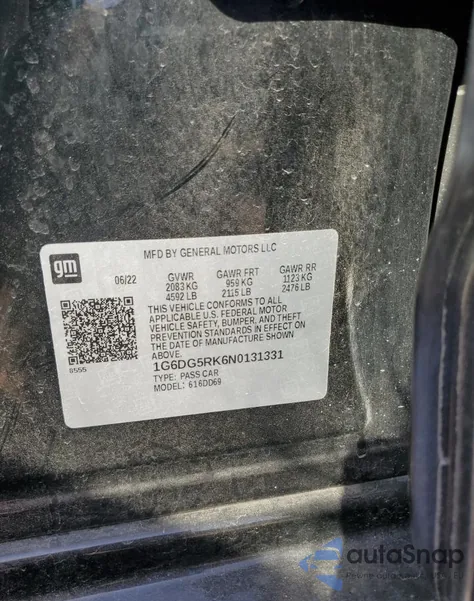 gm
MFD BY GENERAL MOTORS LLC
06/22 GVWR GAWR FRT GAWR RR
2083 KG 959 KG 1123 KG
4592 LB 2115 LB 2476 LB
THIS VEHICLE CONFORMS TO ALL
APPLICABLE U.S. FEDERAL MOTOR
VEHICLE SAFETY, BUMPER, AND THEFT
PREVENTION STANDARDS IN EFFECT ON
THE DATE OF MANUFACTURE SHOWN
ABOVE.
1G6DG5RK6N0131331
TYPE: PASS CAR
MODEL: 616DD69
autoSnap